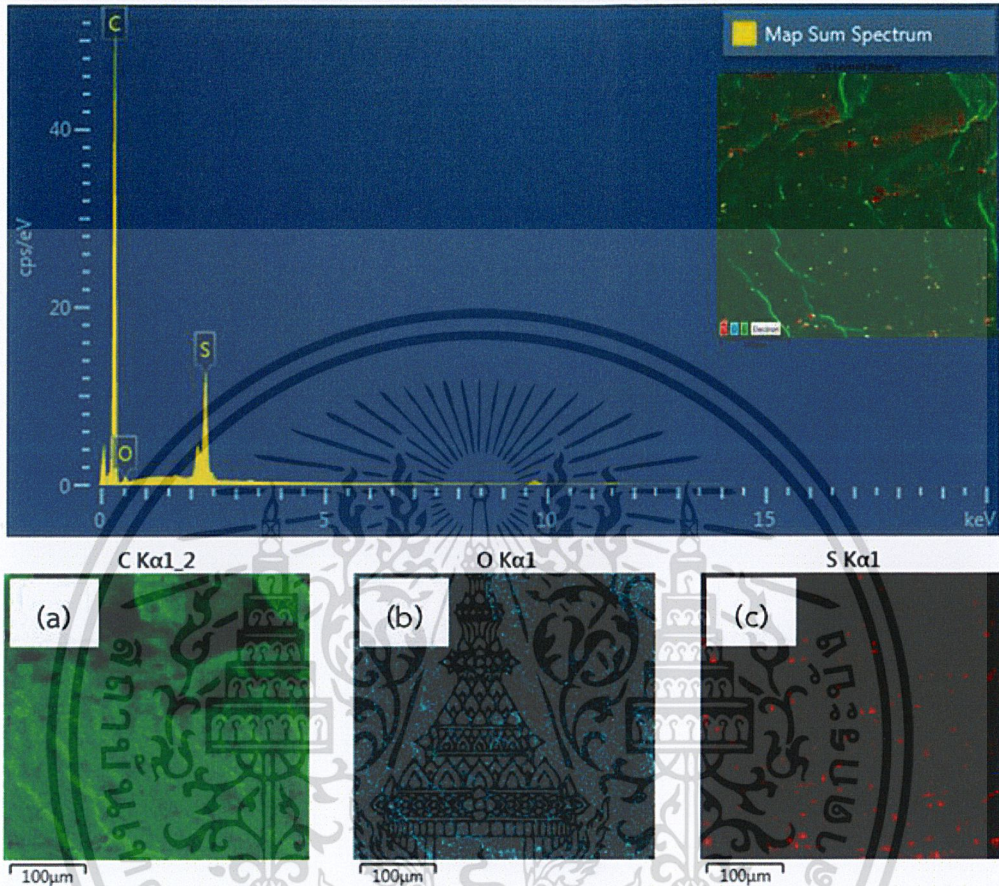 C
Map Sum Spectrum
40
cps/eV
20
S
O
Electron
0
0
5
10
15
keV
C Kα1_2
O Kα1
S Kα1
(a)
(b)
(c)
100µm
100µm
100µm